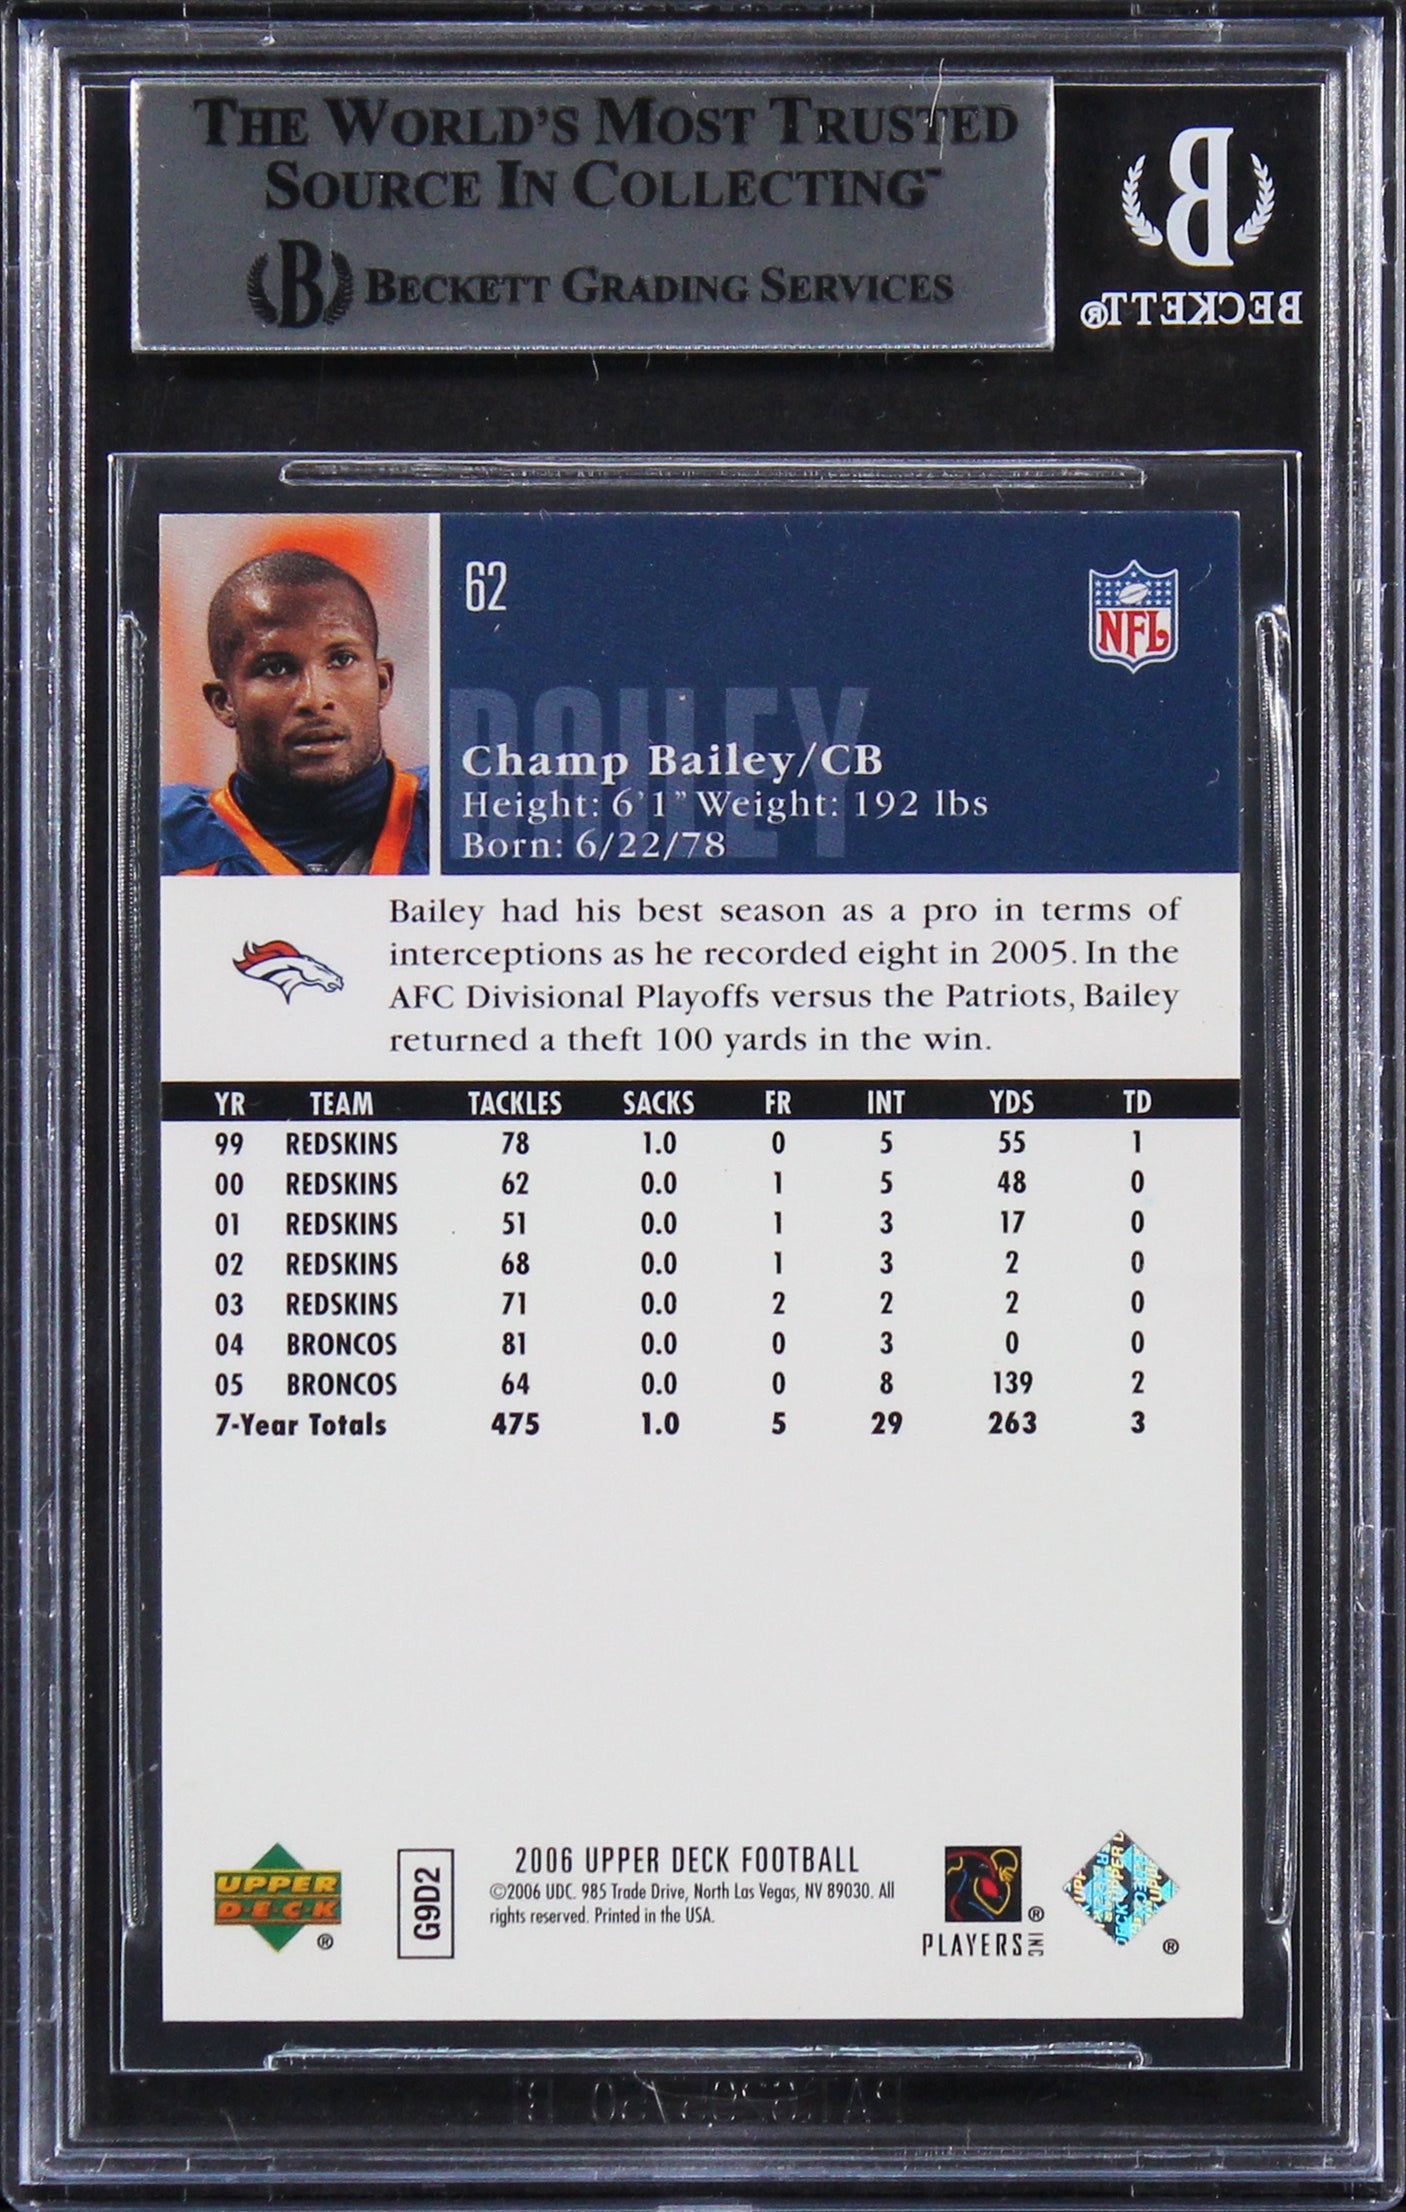 THE WORLD'S MOST TRUSTED
SOURCE IN COLLECTING™
B BECKETT GRADING SERVICES
B
BECKETT®
62
NFL
BAILEY
Champ Bailey/CB
Height: 6'1" Weight: 192 lbs
Born: 6/22/78
Bailey had his best season as a pro in terms of
interceptions as he recorded eight in 2005. In the
AFC Divisional Playoffs versus the Patriots, Bailey
returned a theft 100 yards in the win.
YR TEAM TACKLES SACKS FR INT YDS TD
99 REDSKINS 78 1.0 0 5 55 1
00 REDSKINS 62 0.0 1 5 48 0
01 REDSKINS 51 0.0 1 3 17 0
02 REDSKINS 68 0.0 1 3 2 0
03 REDSKINS 71 0.0 2 2 2 0
04 BRONCOS 81 0.0 0 3 0 0
05 BRONCOS 64 0.0 0 8 139 2
7-Year Totals 475 1.0 5 29 263 3
UPPER
DECK
®
G9D2
2006 UPPER DECK FOOTBALL
©2006 UDC. 985 Trade Drive, North Las Vegas, NV 89030. All
rights reserved. Printed in the USA.
®
PLAYERS INC
UPPER DECK
®